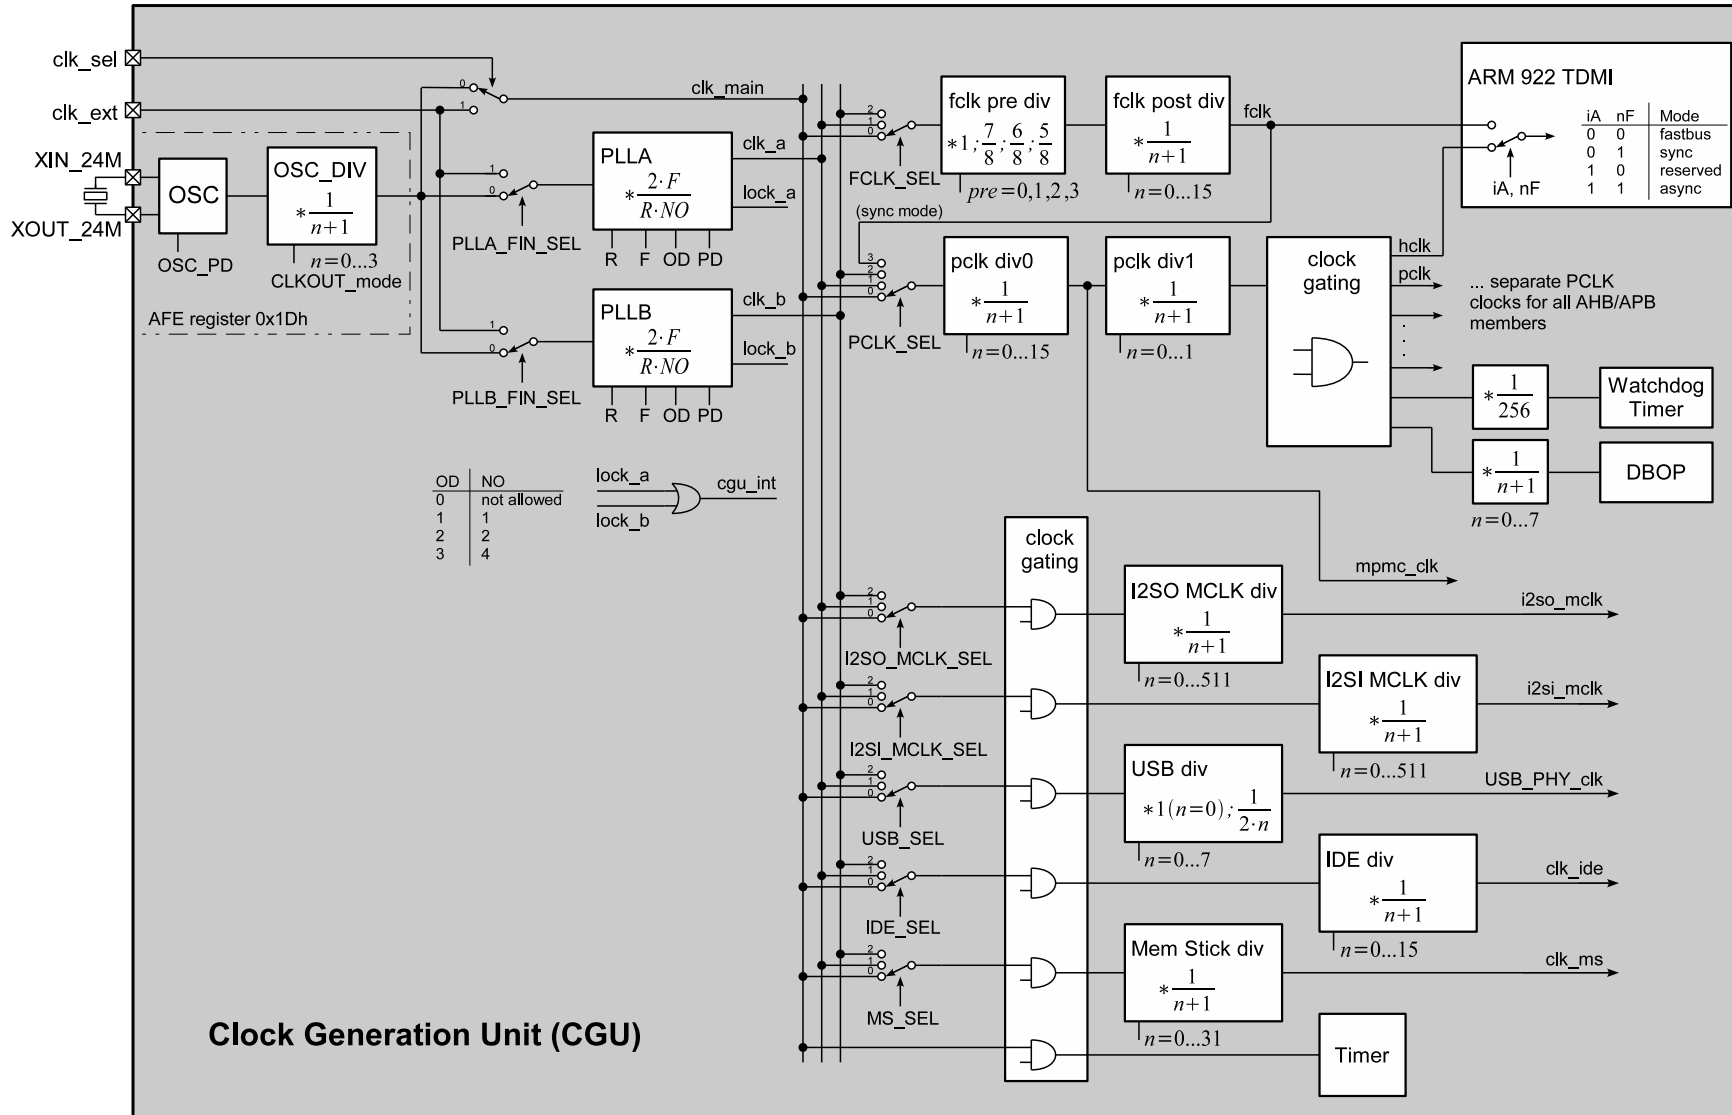 clk_sel
clk_ext
XIN_24M
XOUT_24M
OSC
OSC_PD
OSC_DIV
* 1
n+1
n=0...3
CLKOUT_mode
AFE register 0x1Dh
0
1
clk_main
1
0
PLLA_FIN_SEL
PLLA
* 2·F
R·NO
R F OD PD
clk_a
lock_a
1
0
PLLB_FIN_SEL
PLLB
* 2·F
R·NO
R F OD PD
clk_b
lock_b
OD NO
0 not allowed
1 1
2 2
3 4
lock_a
lock_b
cgu_int
2
1
0
FCLK_SEL
fclk pre div
*1; 7/8; 6/8; 5/8
pre=0,1,2,3
fclk post div
* 1
n+1
n=0...15
fclk
ARM 922 TDMI
iA nF Mode
0 0 fastbus
0 1 sync
1 0 reserved
1 1 async
iA, nF
(sync mode)
3
2
1
0
PCLK_SEL
pclk div0
* 1
n+1
n=0...15
pclk div1
* 1
n+1
n=0...1
clock
gating
hclk
pclk
... separate PCLK
clocks for all AHB/APB
members
* 1
256
Watchdog
Timer
* 1
n+1
n=0...7
DBOP
mpmc_clk
clock
gating
2
1
0
I2SO_MCLK_SEL
I2SO MCLK div
* 1
n+1
n=0...511
i2so_mclk
2
1
0
I2SI_MCLK_SEL
I2SI MCLK div
* 1
n+1
n=0...511
i2si_mclk
2
1
0
USB_SEL
USB div
*1(n=0); 1
2·n
n=0...7
USB_PHY_clk
2
1
0
IDE_SEL
IDE div
* 1
n+1
n=0...15
clk_ide
2
1
0
MS_SEL
Mem Stick div
* 1
n+1
n=0...31
clk_ms
Timer
Clock Generation Unit (CGU)